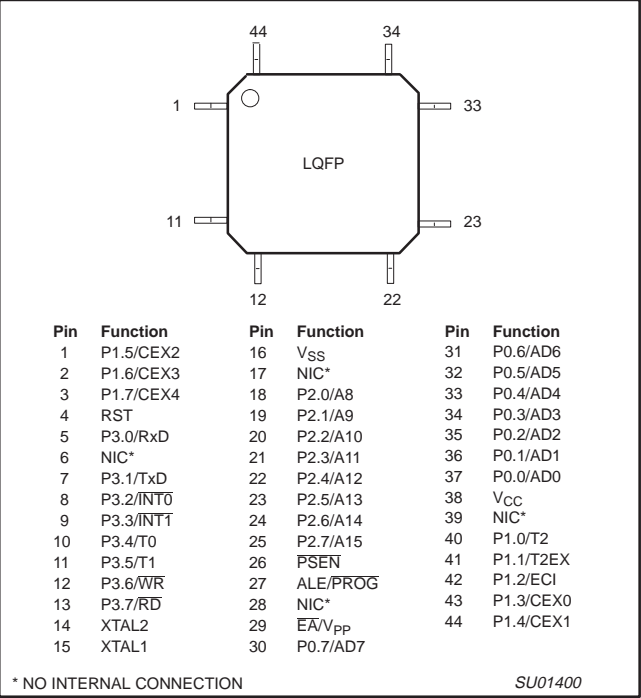 44 34
1 33
LQFP
11 23
12 22
Pin Function Pin Function Pin Function
1 P1.5/CEX2 16 VSS 31 P0.6/AD6
2 P1.6/CEX3 17 NIC* 32 P0.5/AD5
3 P1.7/CEX4 18 P2.0/A8 33 P0.4/AD4
4 RST 19 P2.1/A9 34 P0.3/AD3
5 P3.0/RxD 20 P2.2/A10 35 P0.2/AD2
6 NIC* 21 P2.3/A11 36 P0.1/AD1
7 P3.1/TxD 22 P2.4/A12 37 P0.0/AD0
8 P3.2/INT0 23 P2.5/A13 38 VCC
9 P3.3/INT1 24 P2.6/A14 39 NIC*
10 P3.4/T0 25 P2.7/A15 40 P1.0/T2
11 P3.5/T1 26 PSEN 41 P1.1/T2EX
12 P3.6/WR 27 ALE/PROG 42 P1.2/ECI
13 P3.7/RD 28 NIC* 43 P1.3/CEX0
14 XTAL2 29 EA/VPP 44 P1.4/CEX1
15 XTAL1 30 P0.7/AD7
* NO INTERNAL CONNECTION SU01400